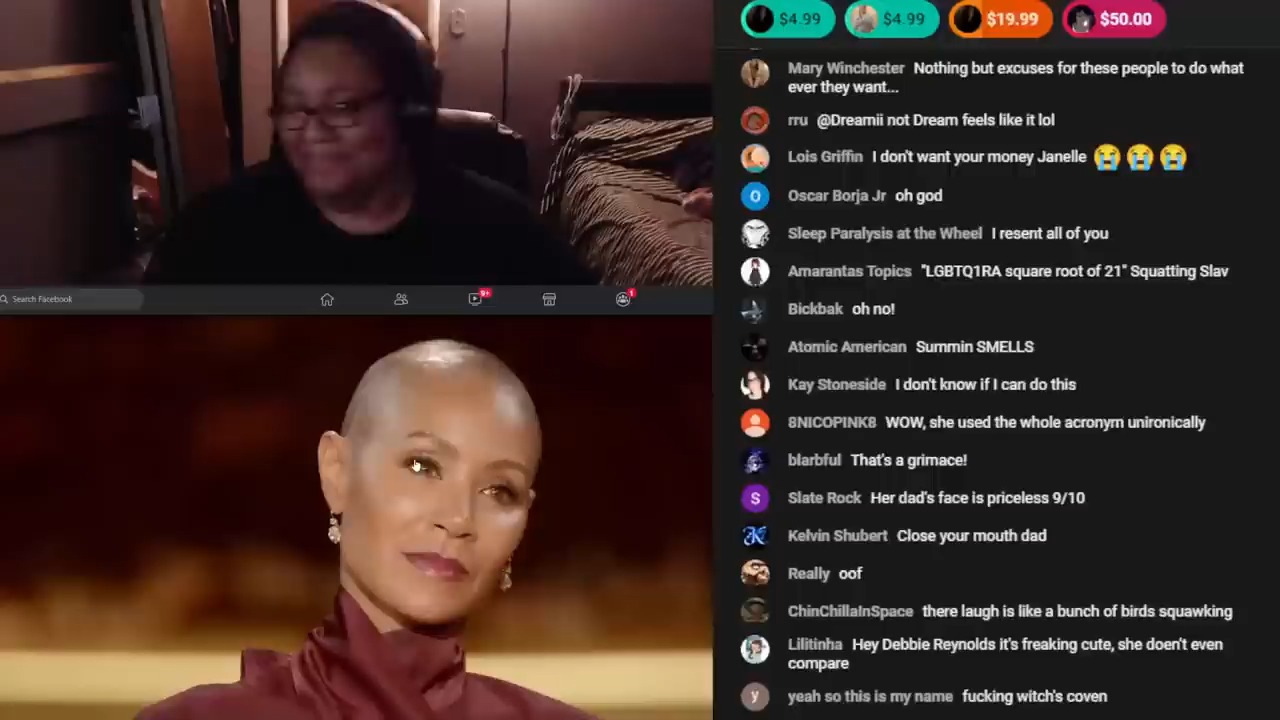 $4.99
$4.99
$19.99
$50.00
Mary Winchester Nothing but excuses for these people to do what
ever they want...
rru @Dreamii not Dream feels like it lol
Lois Griffin I don't want your money Janelle 😭 😭 😭
O Oscar Borja Jr oh god
Sleep Paralysis at the Wheel I resent all of you
Amarantas Topics "LGBTQ1RA square root of 21" Squatting Slav
Search Facebook
9+
1
Bickbak oh no!
Atomic American Summin SMELLS
Kay Stoneside I don't know if I can do this
8NICOPINK8 WOW, she used the whole acronym unironically
blarbful That's a grimace!
S Slate Rock Her dad's face is priceless 9/10
Kelvin Shubert Close your mouth dad
Really oof
ChinChillaInSpace there laugh is like a bunch of birds squawking
Lilitinha Hey Debbie Reynolds it's freaking cute, she doen't even
compare
y yeah so this is my name fucking witch's coven